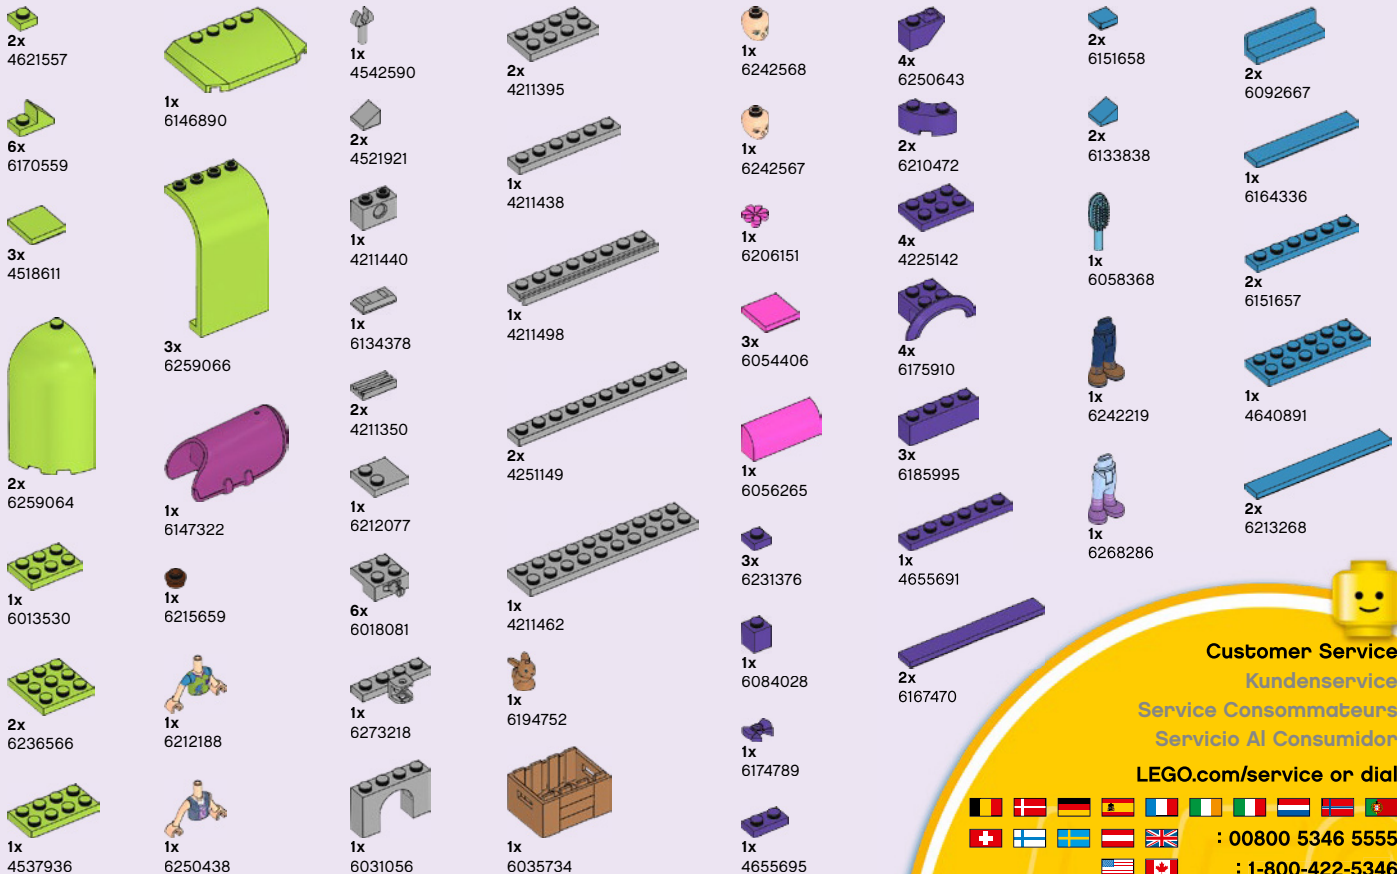 2x
4621557
6x
6170559
3x
4518611
2x
6259064
1x
6013530
2x
6236566
1x
4537936
1x
6146890
3x
6259066
1x
6147322
1x
6215659
1x
6212188
1x
6250438
1x
4542590
2x
4521921
1x
4211440
1x
6134378
2x
4211350
1x
6212077
6x
6018081
1x
6273218
1x
6031056
2x
4211395
1x
4211438
1x
4211498
2x
4251149
1x
4211462
1x
6194752
1x
6035734
1x
6242568
1x
6242567
1x
6206151
3x
6054406
1x
6056265
3x
6231376
1x
6084028
1x
6174789
1x
4655695
4x
6250643
2x
6210472
4x
4225142
4x
6175910
3x
6185995
1x
4655691
2x
6167470
2x
6151658
2x
6133838
1x
6058368
1x
6242219
1x
6268286
2x
6092667
1x
6164336
2x
6151657
1x
4640891
2x
6213268
Customer Service
Kundenservice
Service Consommateurs
Servicio Al Consumidor
LEGO.com/service or dial
: 00800 5346 5555
: 1-800-422-5346